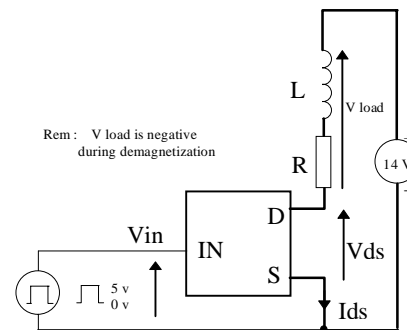 L
V load
Rem : V load is negative
during demagnetization
R
14 V
D
Vin
IN
Vds
S
5 v
0 v
Ids